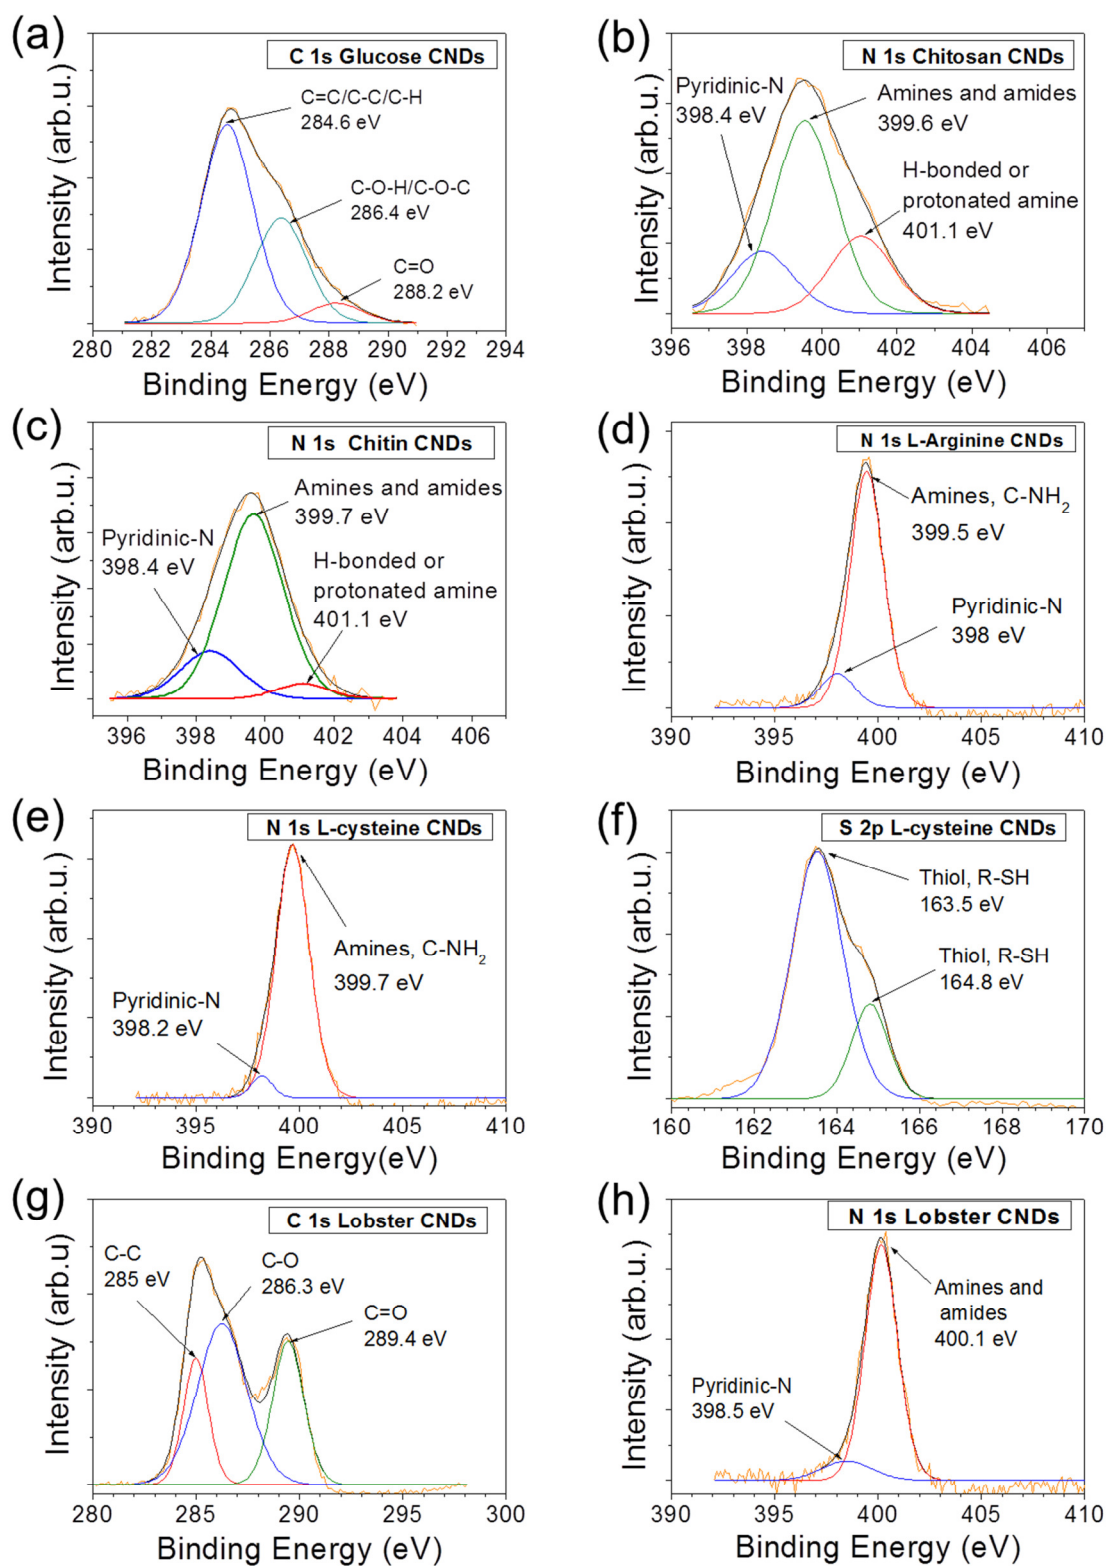 (a)
C 1s Glucose CNDs
C=C/C-C/C-H
284.6 eV
C-O-H/C-O-C
286.4 eV
C=O
288.2 eV
Intensity (arb.u.)
280 282 284 286 288 290 292 294
Binding Energy (eV)
(b)
N 1s Chitosan CNDs
Pyridinic-N
398.4 eV
Amines and amides
399.6 eV
H-bonded or
protonated amine
401.1 eV
Intensity (arb.u.)
396 398 400 402 404 406
Binding Energy (eV)
(c)
N 1s Chitin CNDs
Amines and amides
399.7 eV
Pyridinic-N
398.4 eV
H-bonded or
protonated amine
401.1 eV
Intensity (arb.u.)
396 398 400 402 404 406
Binding Energy (eV)
(d)
N 1s L-Arginine CNDs
Amines, C-NH₂
399.5 eV
Pyridinic-N
398 eV
Intensity (arb.u.)
390 395 400 405 410
Binding Energy (eV)
(e)
N 1s L-cysteine CNDs
Amines, C-NH₂
399.7 eV
Pyridinic-N
398.2 eV
Intensity (arb.u.)
390 395 400 405 410
Binding Energy(eV)
(f)
S 2p L-cysteine CNDs
Thiol, R-SH
163.5 eV
Thiol, R-SH
164.8 eV
Intensity (arb.u.)
160 162 164 166 168 170
Binding Energy (eV)
(g)
C 1s Lobster CNDs
C-C
285 eV
C-O
286.3 eV
C=O
289.4 eV
Intensity (arb.u)
280 285 290 295 300
Binding Energy (eV)
(h)
N 1s Lobster CNDs
Amines and
amides
400.1 eV
Pyridinic-N
398.5 eV
Intensity (arb.u.)
390 395 400 405 410
Binding Energy (eV)